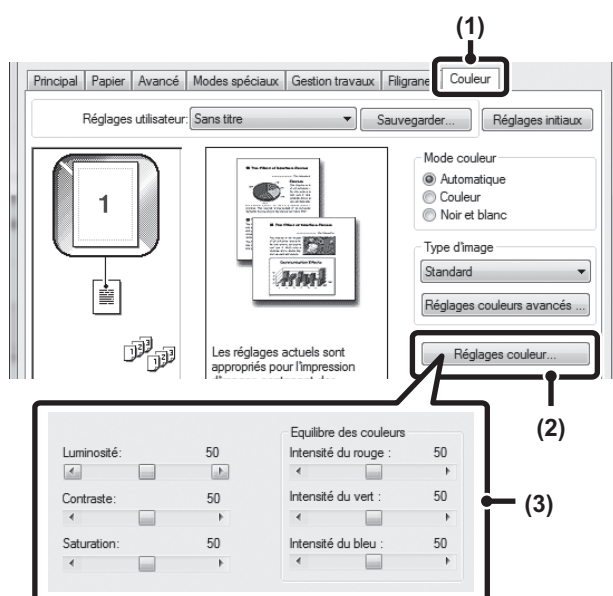 (1)
Principal Papier Avancé Modes spéciaux Gestion travaux Filigrane Couleur
Réglages utilisateur: Sans titre Sauvegarder... Réglages initiaux
1
Mode couleur
Automatique
Couleur
Noir et blanc
Type d'image
Standard
Réglages couleurs avancés ...
Réglages couleur...
(2)
123 123
Les réglages actuels sont
appropriés pour l'impression
Luminosité: 50
Contraste: 50
Saturation: 50
Equilibre des couleurs
Intensité du rouge : 50
Intensité du vert : 50
Intensité du bleu : 50
(3)